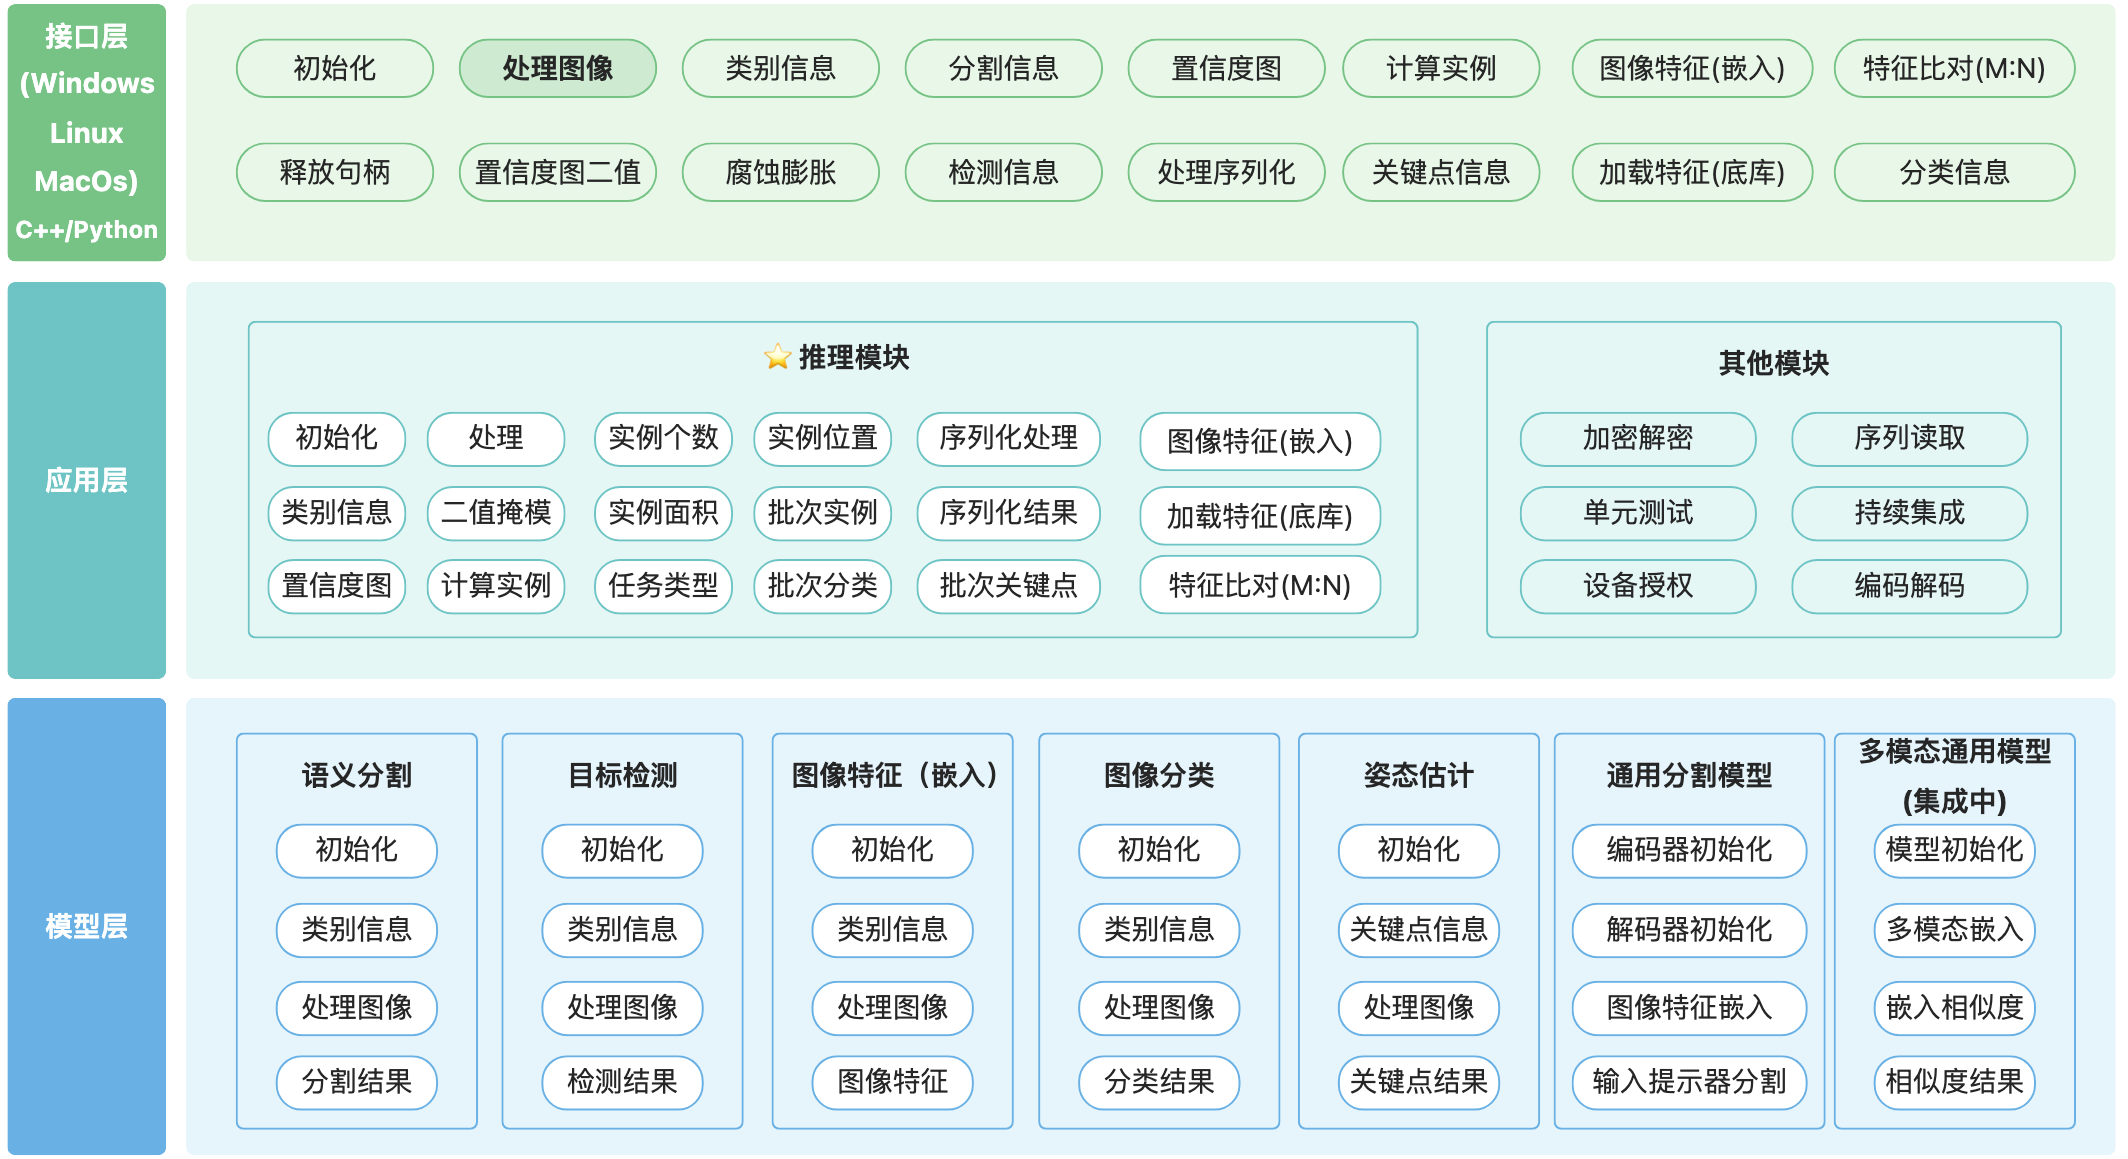 接口层
(Windows
Linux
MacOs)
C++/Python
初始化
处理图像
类别信息
分割信息
置信度图
计算实例
图像特征(嵌入)
特征比对(M:N)
释放句柄
置信度图二值
腐蚀膨胀
检测信息
处理序列化
关键点信息
加载特征(底库)
分类信息
应用层
⭐ 推理模块
初始化
处理
实例个数
实例位置
序列化处理
图像特征(嵌入)
类别信息
二值掩模
实例面积
批次实例
序列化结果
加载特征(底库)
置信度图
计算实例
任务类型
批次分类
批次关键点
特征比对(M:N)
其他模块
加密解密
序列读取
单元测试
持续集成
设备授权
编码解码
模型层
语义分割
初始化
类别信息
处理图像
分割结果
目标检测
初始化
类别信息
处理图像
检测结果
图像特征（嵌入）
初始化
类别信息
处理图像
图像特征
图像分类
初始化
类别信息
处理图像
分类结果
姿态估计
初始化
关键点信息
处理图像
关键点结果
通用分割模型
编码器初始化
解码器初始化
图像特征嵌入
输入提示器分割
多模态通用模型
(集成中)
模型初始化
多模态嵌入
嵌入相似度
相似度结果